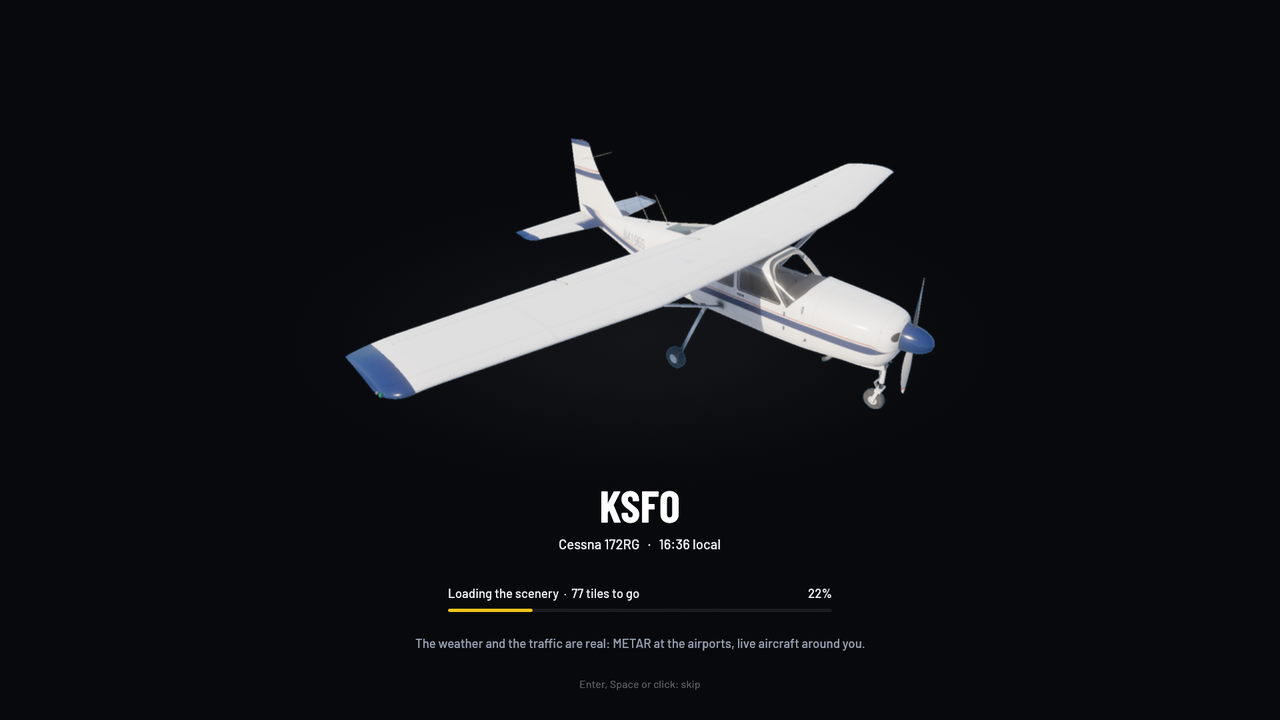 KSFO
Cessna 172RG · 16:36 local
Loading the scenery · 77 tiles to go 22%
The weather and the traffic are real: METAR at the airports, live aircraft around you.
Enter, Space or click: skip